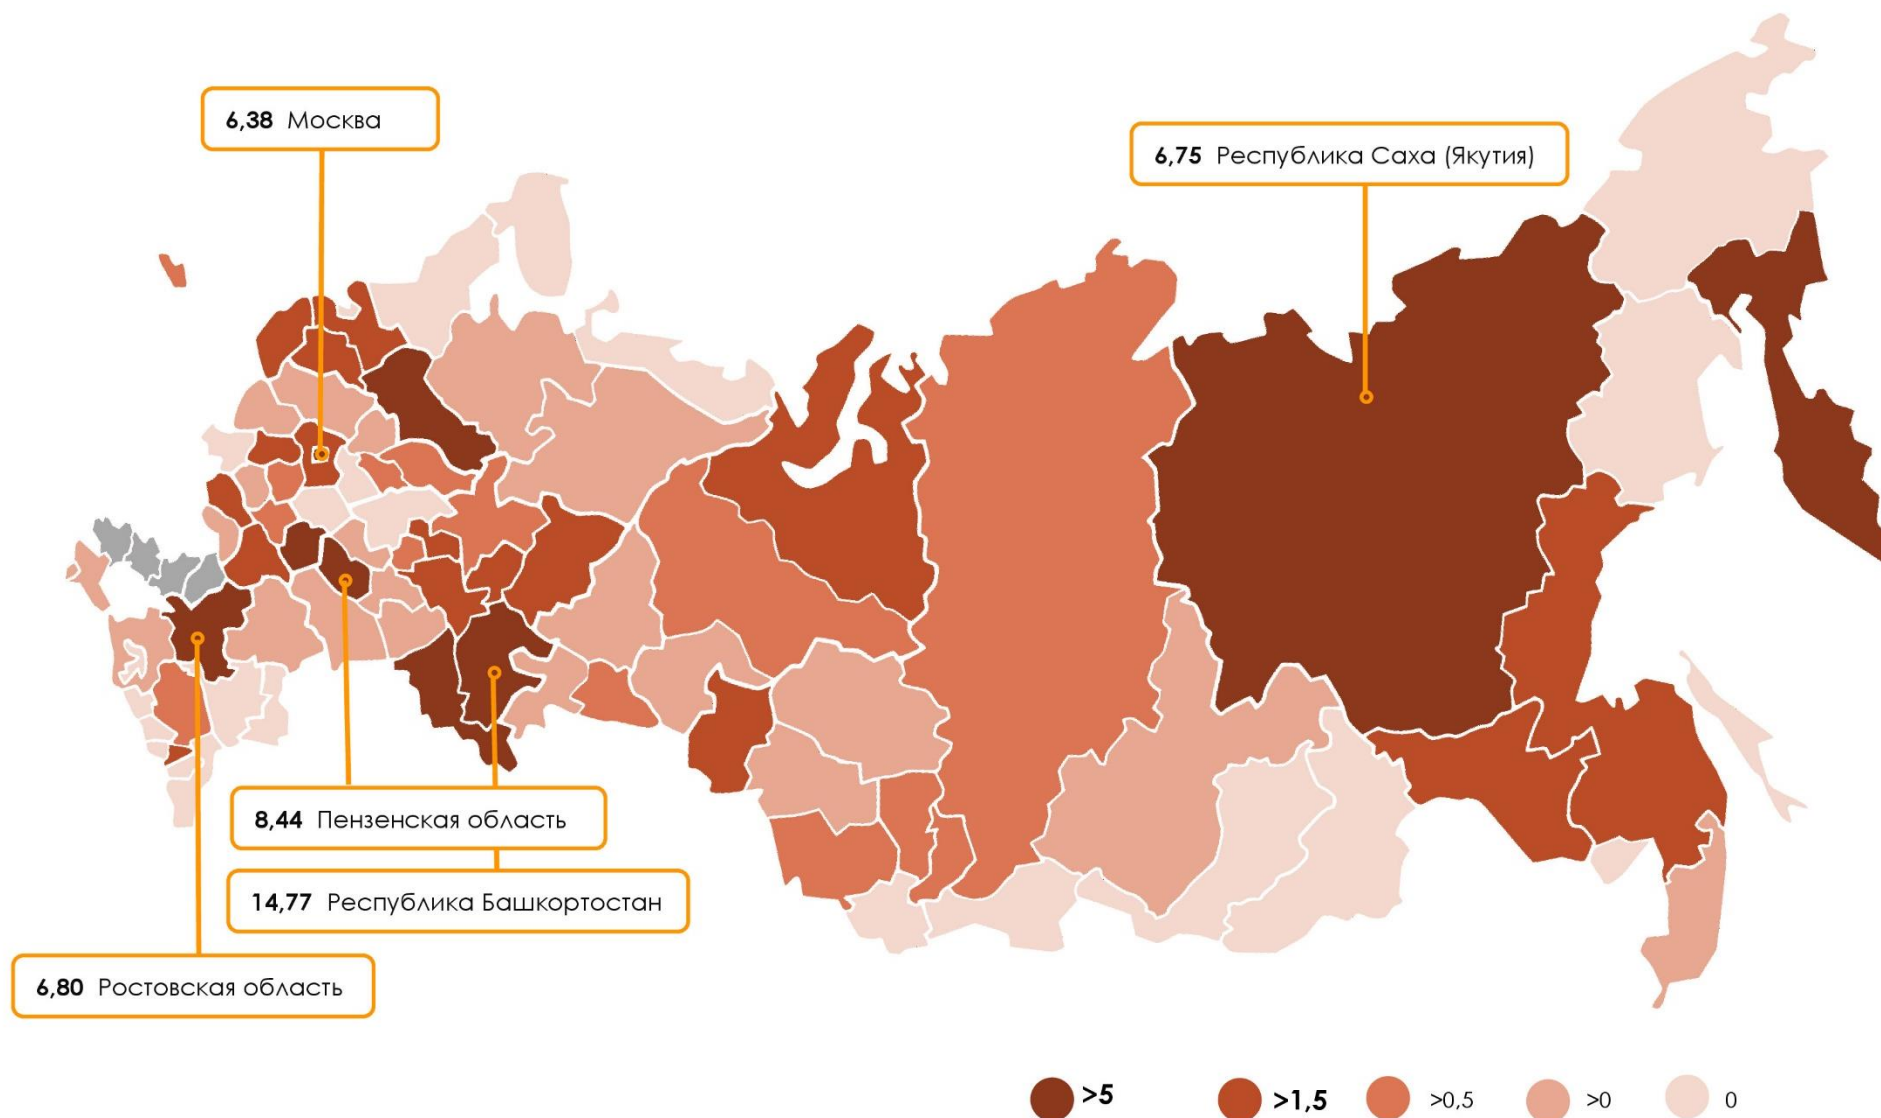 6,38 Москва
6,75 Республика Саха (Якутия)
8,44 Пензенская область
14,77 Республика Башкортостан
6,80 Ростовская область
>5 >1,5 >0,5 >0 0